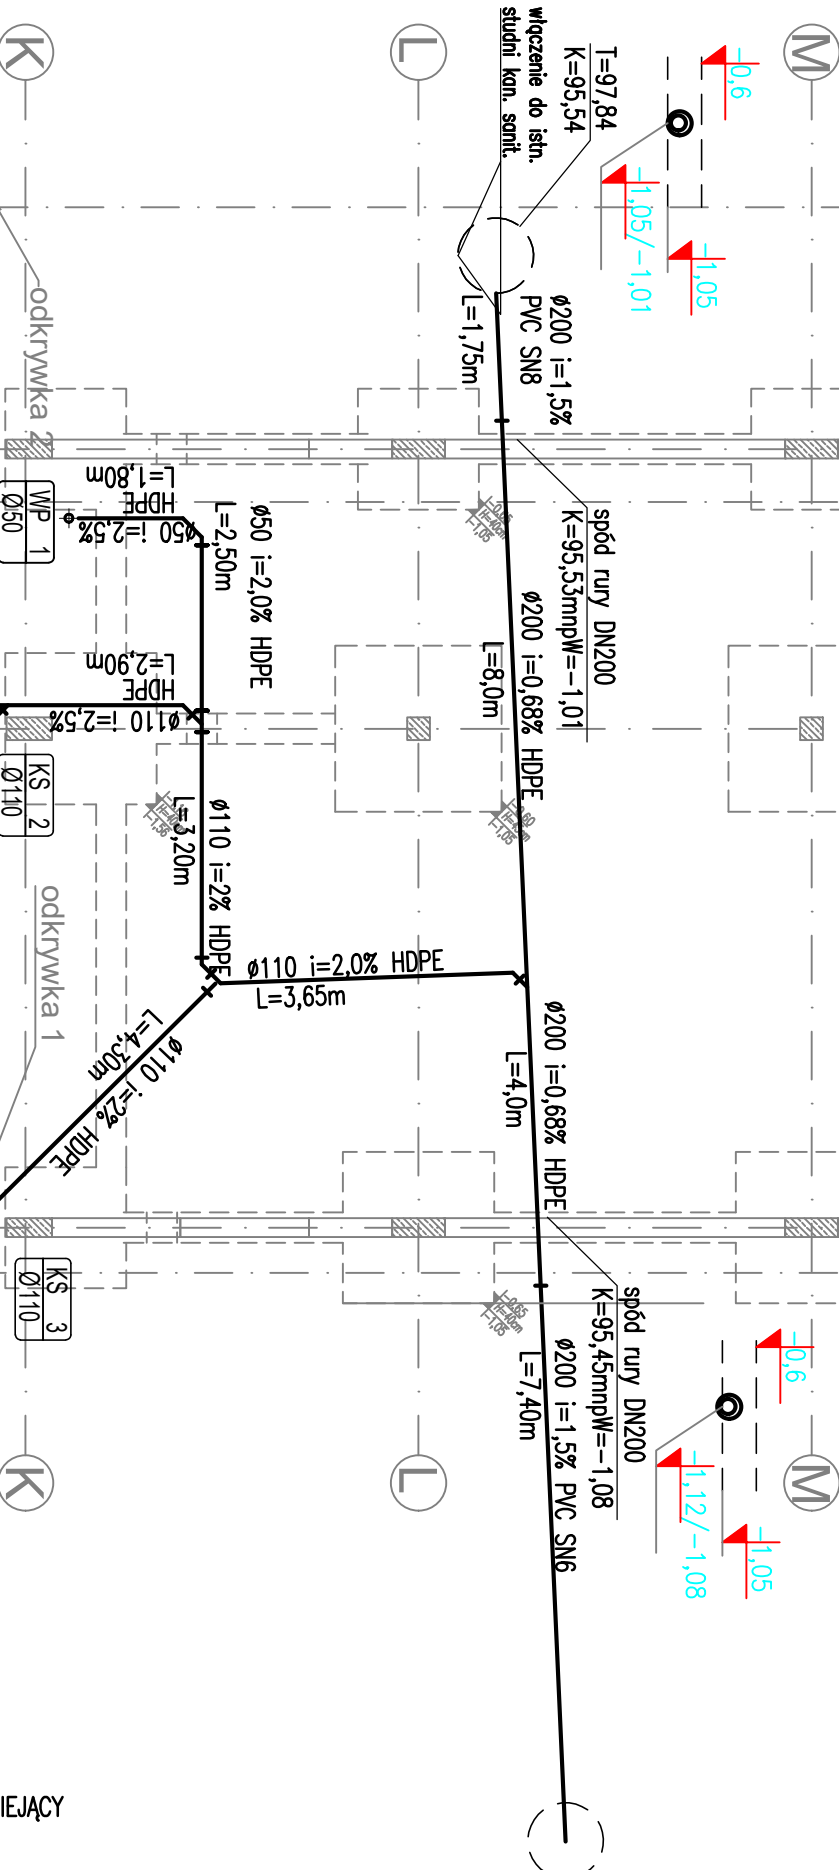 K
L
M
-0,6
-1,05/-1,01
-1,05
T=97,84
K=95,54
włączenie do istn.
studni kan. sanit.
ø200 i=1,5%
PVC SN8
L=1,75m
spód rury DN200
K=95,53mnpW=-1,01
ø200 i=0,68% HDPE
L=8,0m
odkrywka 2
WP 1
Ø50
ø50 i=2,5%
HDPE
L=1,80m
ø50 i=2,0% HDPE
L=2,50m
ø110 i=2,5%
HDPE
L=2,90m
KS 2
Ø110
ø110 i=2% HDPE
L=3,20m
ø110 i=2,0% HDPE
L=3,65m
odkrywka 1
ø110 i=2% HDPE
L=4,30m
ø200 i=0,68% HDPE
L=4,0m
KS 3
Ø110
spód rury DN200
K=95,45mnpW=-1,08
ø200 i=1,5% PVC SN6
L=7,40m
-0,6
-1,12/-1,08
-1,05
K
L
M
IEJĄCY